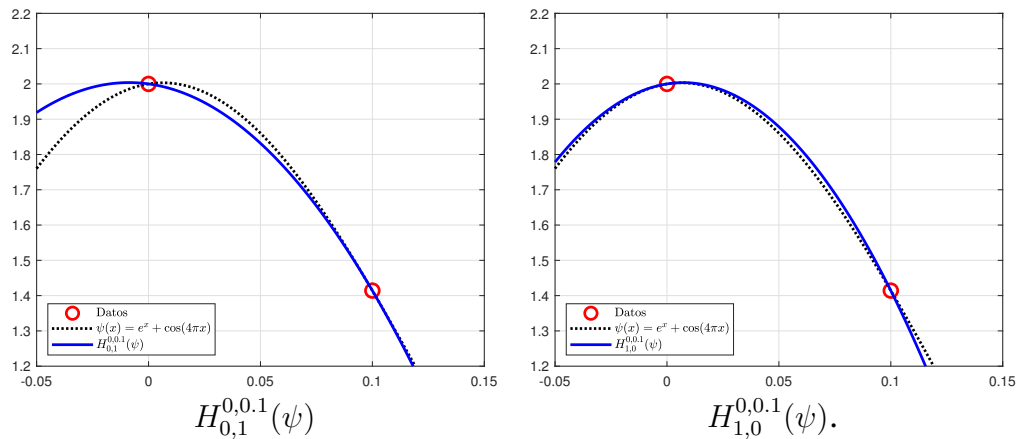 2.2
2.1
2
1.9
1.8
1.7
1.6
1.5
1.4
1.3
1.2
-0.05 0 0.05 0.1 0.15
Datos
ψ(x) = e^x + cos(4πx)
H_{0,1}^{0,0.1}(ψ)
H_{0,1}^{0,0.1}(ψ)
2.2
2.1
2
1.9
1.8
1.7
1.6
1.5
1.4
1.3
1.2
-0.05 0 0.05 0.1 0.15
Datos
ψ(x) = e^x + cos(4πx)
H_{1,0}^{0,0.1}(ψ)
H_{1,0}^{0,0.1}(ψ).